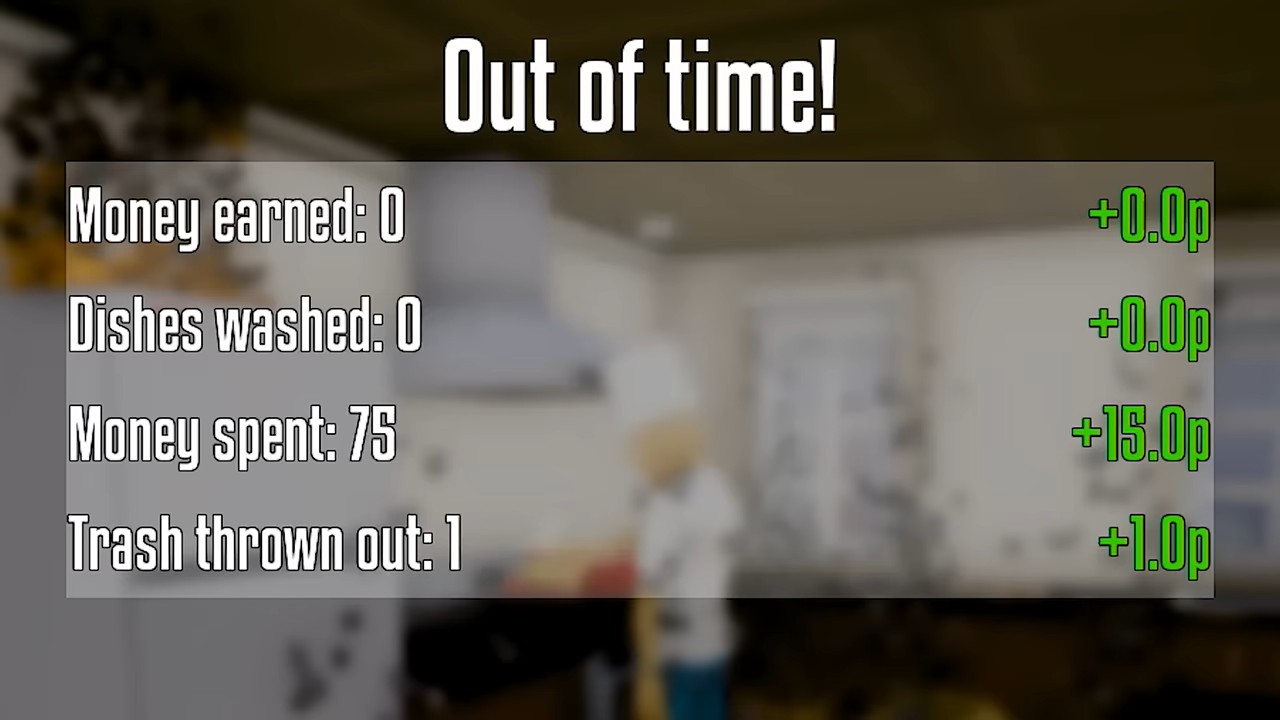 Out of time!
Money earned: 0 +0.0p
Dishes washed: 0 +0.0p
Money spent: 75 +15.0p
Trash thrown out: 1 +1.0p